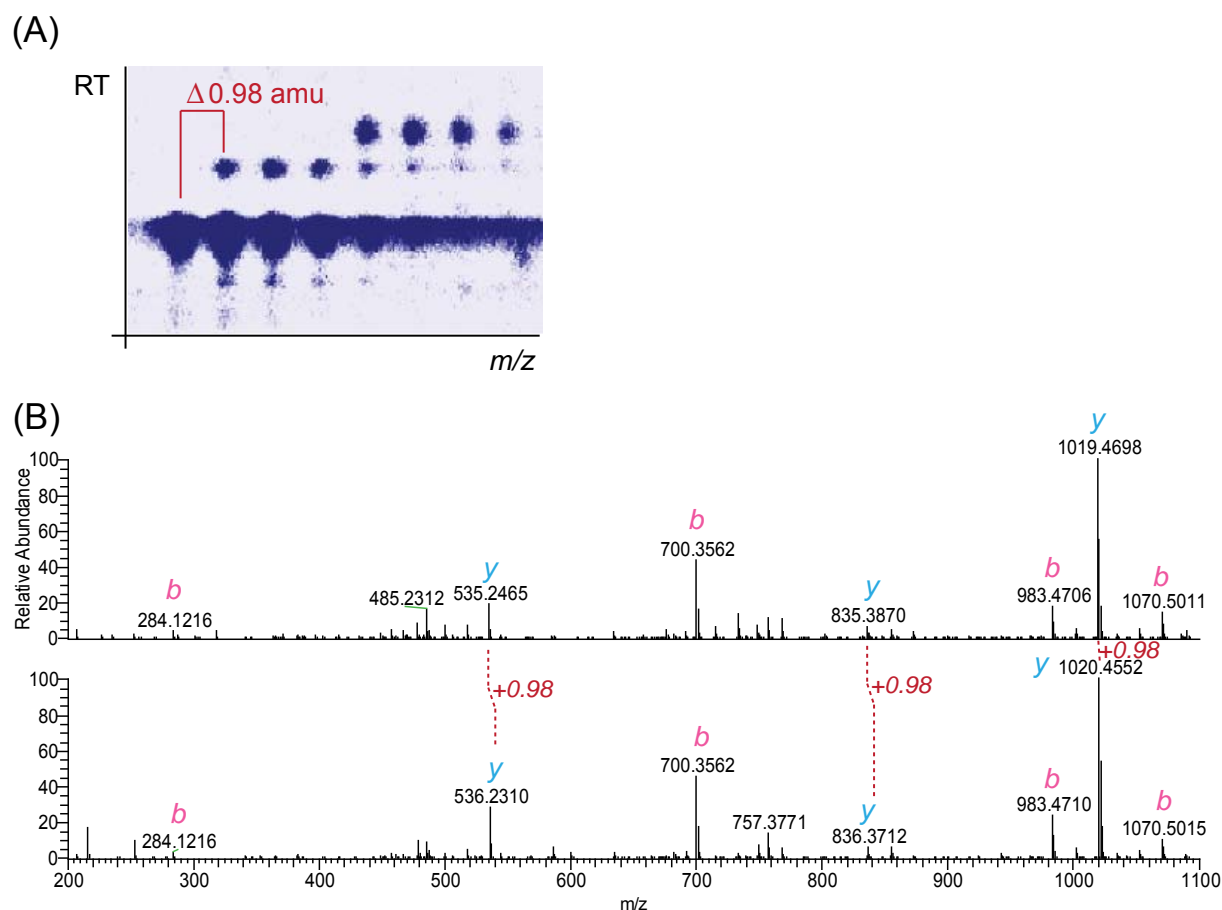 (A)
RT
Δ 0.98 amu
m/z
(B)
Relative Abundance
100
80
60
40
20
0
b
284.1216
485.2312
y
535.2465
b
700.3562
y
835.3870
b
983.4706
y
1019.4698
b
1070.5011
+0.98
+0.98
+0.98
100
80
60
40
20
0
b
284.1216
y
536.2310
b
700.3562
757.3771
y
836.3712
b
983.4710
y
1020.4552
b
1070.5015
200 300 400 500 600 700 800 900 1000 1100
m/z